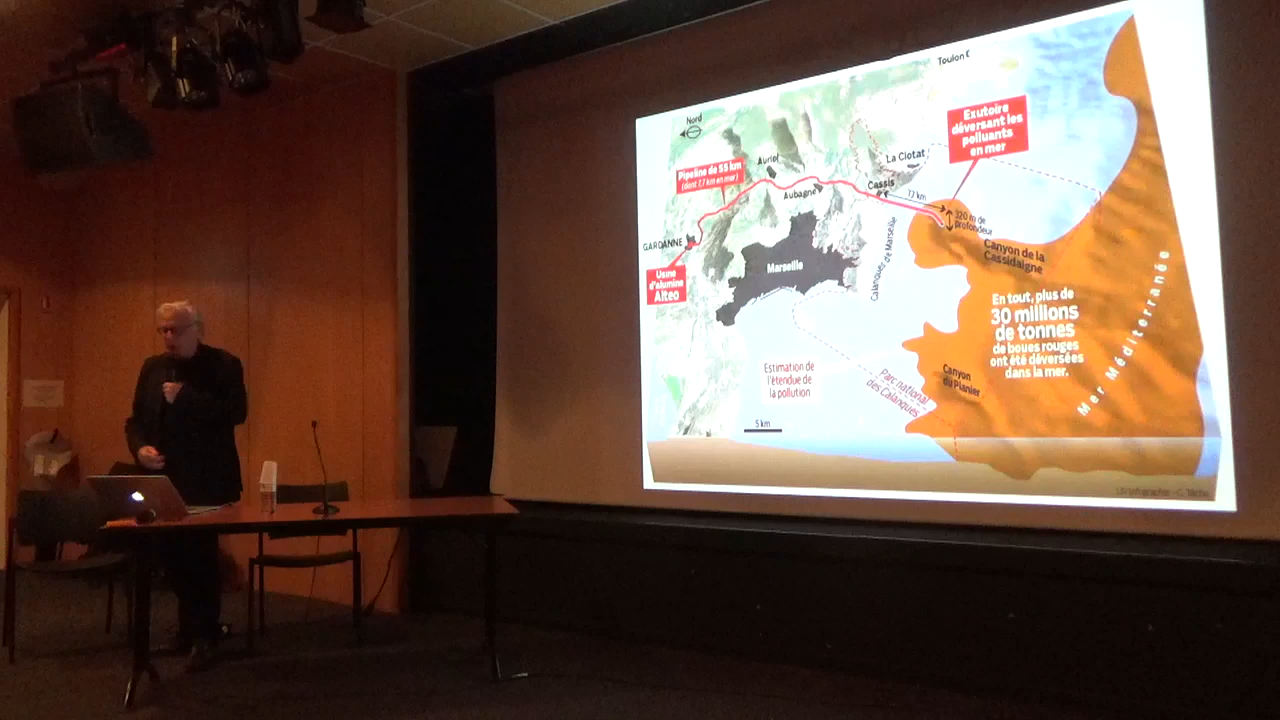 Toulon
Nord
Exutoire
déversant les
polluants
en mer
Auriol
La Ciotat
Pipeline de 55 km
(dont 7,7 km en mer)
Aubagne
Cassis
7,7 km
320 m de
profondeur
GARDANNE
Canyon de la
Cassidaigne
Usine
d'alumine
Alteo
Marseille
Calanques de Marseille
En tout, plus de
30 millions
de tonnes
de boues rouges
ont été déversées
dans la mer.
Mer Méditerranée
Estimation de
l'étendue de
la pollution
Parc national
des Calanques
Canyon
du Planier
5 km